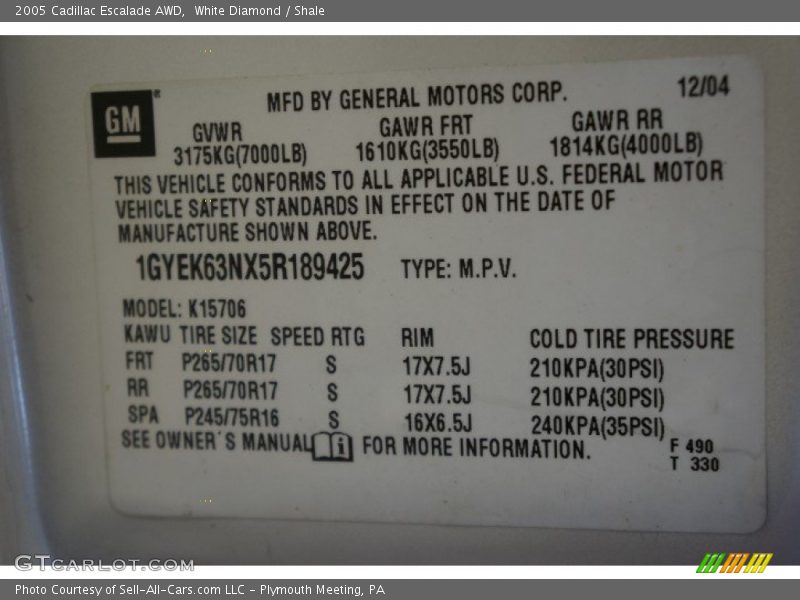 2005 Cadillac Escalade AWD,  White Diamond / Shale
MFD BY GENERAL MOTORS CORP. 12/04
GM
GVWR GAWR FRT GAWR RR
3175KG(7000LB) 1610KG(3550LB) 1814KG(4000LB)
THIS VEHICLE CONFORMS TO ALL APPLICABLE U.S. FEDERAL MOTOR
VEHICLE SAFETY STANDARDS IN EFFECT ON THE DATE OF
MANUFACTURE SHOWN ABOVE.
1GYEK63NX5R189425 TYPE: M.P.V.
MODEL: K15706
KAWU TIRE SIZE SPEED RTG RIM COLD TIRE PRESSURE
FRT P265/70R17 S 17X7.5J 210KPA(30PSI)
RR P265/70R17 S 17X7.5J 210KPA(30PSI)
SPA P245/75R16 S 16X6.5J 240KPA(35PSI)
SEE OWNER'S MANUAL FOR MORE INFORMATION.
F 490
T 330
GTCARLOT.COM
Photo Courtesy of Sell-All-Cars.com LLC - Plymouth Meeting, PA